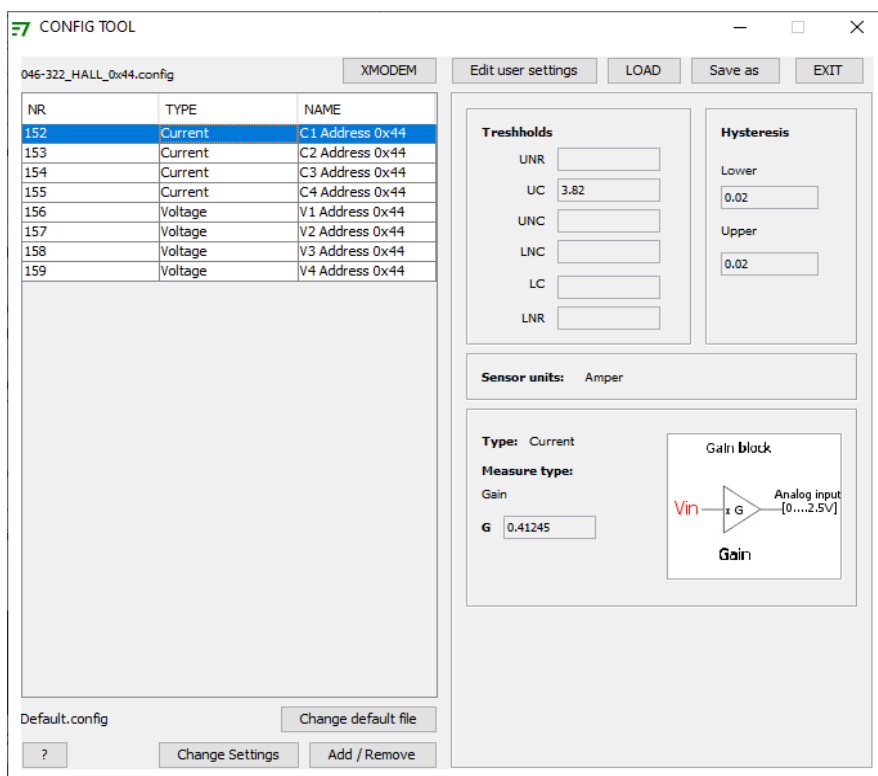 CONFIG TOOL
046-322_HALL_0x44.config
XMODEM
Edit user settings
LOAD
Save as
EXIT
NR TYPE NAME
152 Current C1 Address 0x44
153 Current C2 Address 0x44
154 Current C3 Address 0x44
155 Current C4 Address 0x44
156 Voltage V1 Address 0x44
157 Voltage V2 Address 0x44
158 Voltage V3 Address 0x44
159 Voltage V4 Address 0x44
Default.config
Change default file
?
Change Settings
Add / Remove
Treshholds
UNR
UC 3.82
UNC
LNC
LC
LNR
Hysteresis
Lower
0.02
Upper
0.02
Sensor units: Amper
Type: Current
Measure type:
Gain
G 0.41245
Gain block
Vin
x G
Analog input
[0....2.5V]
Gain